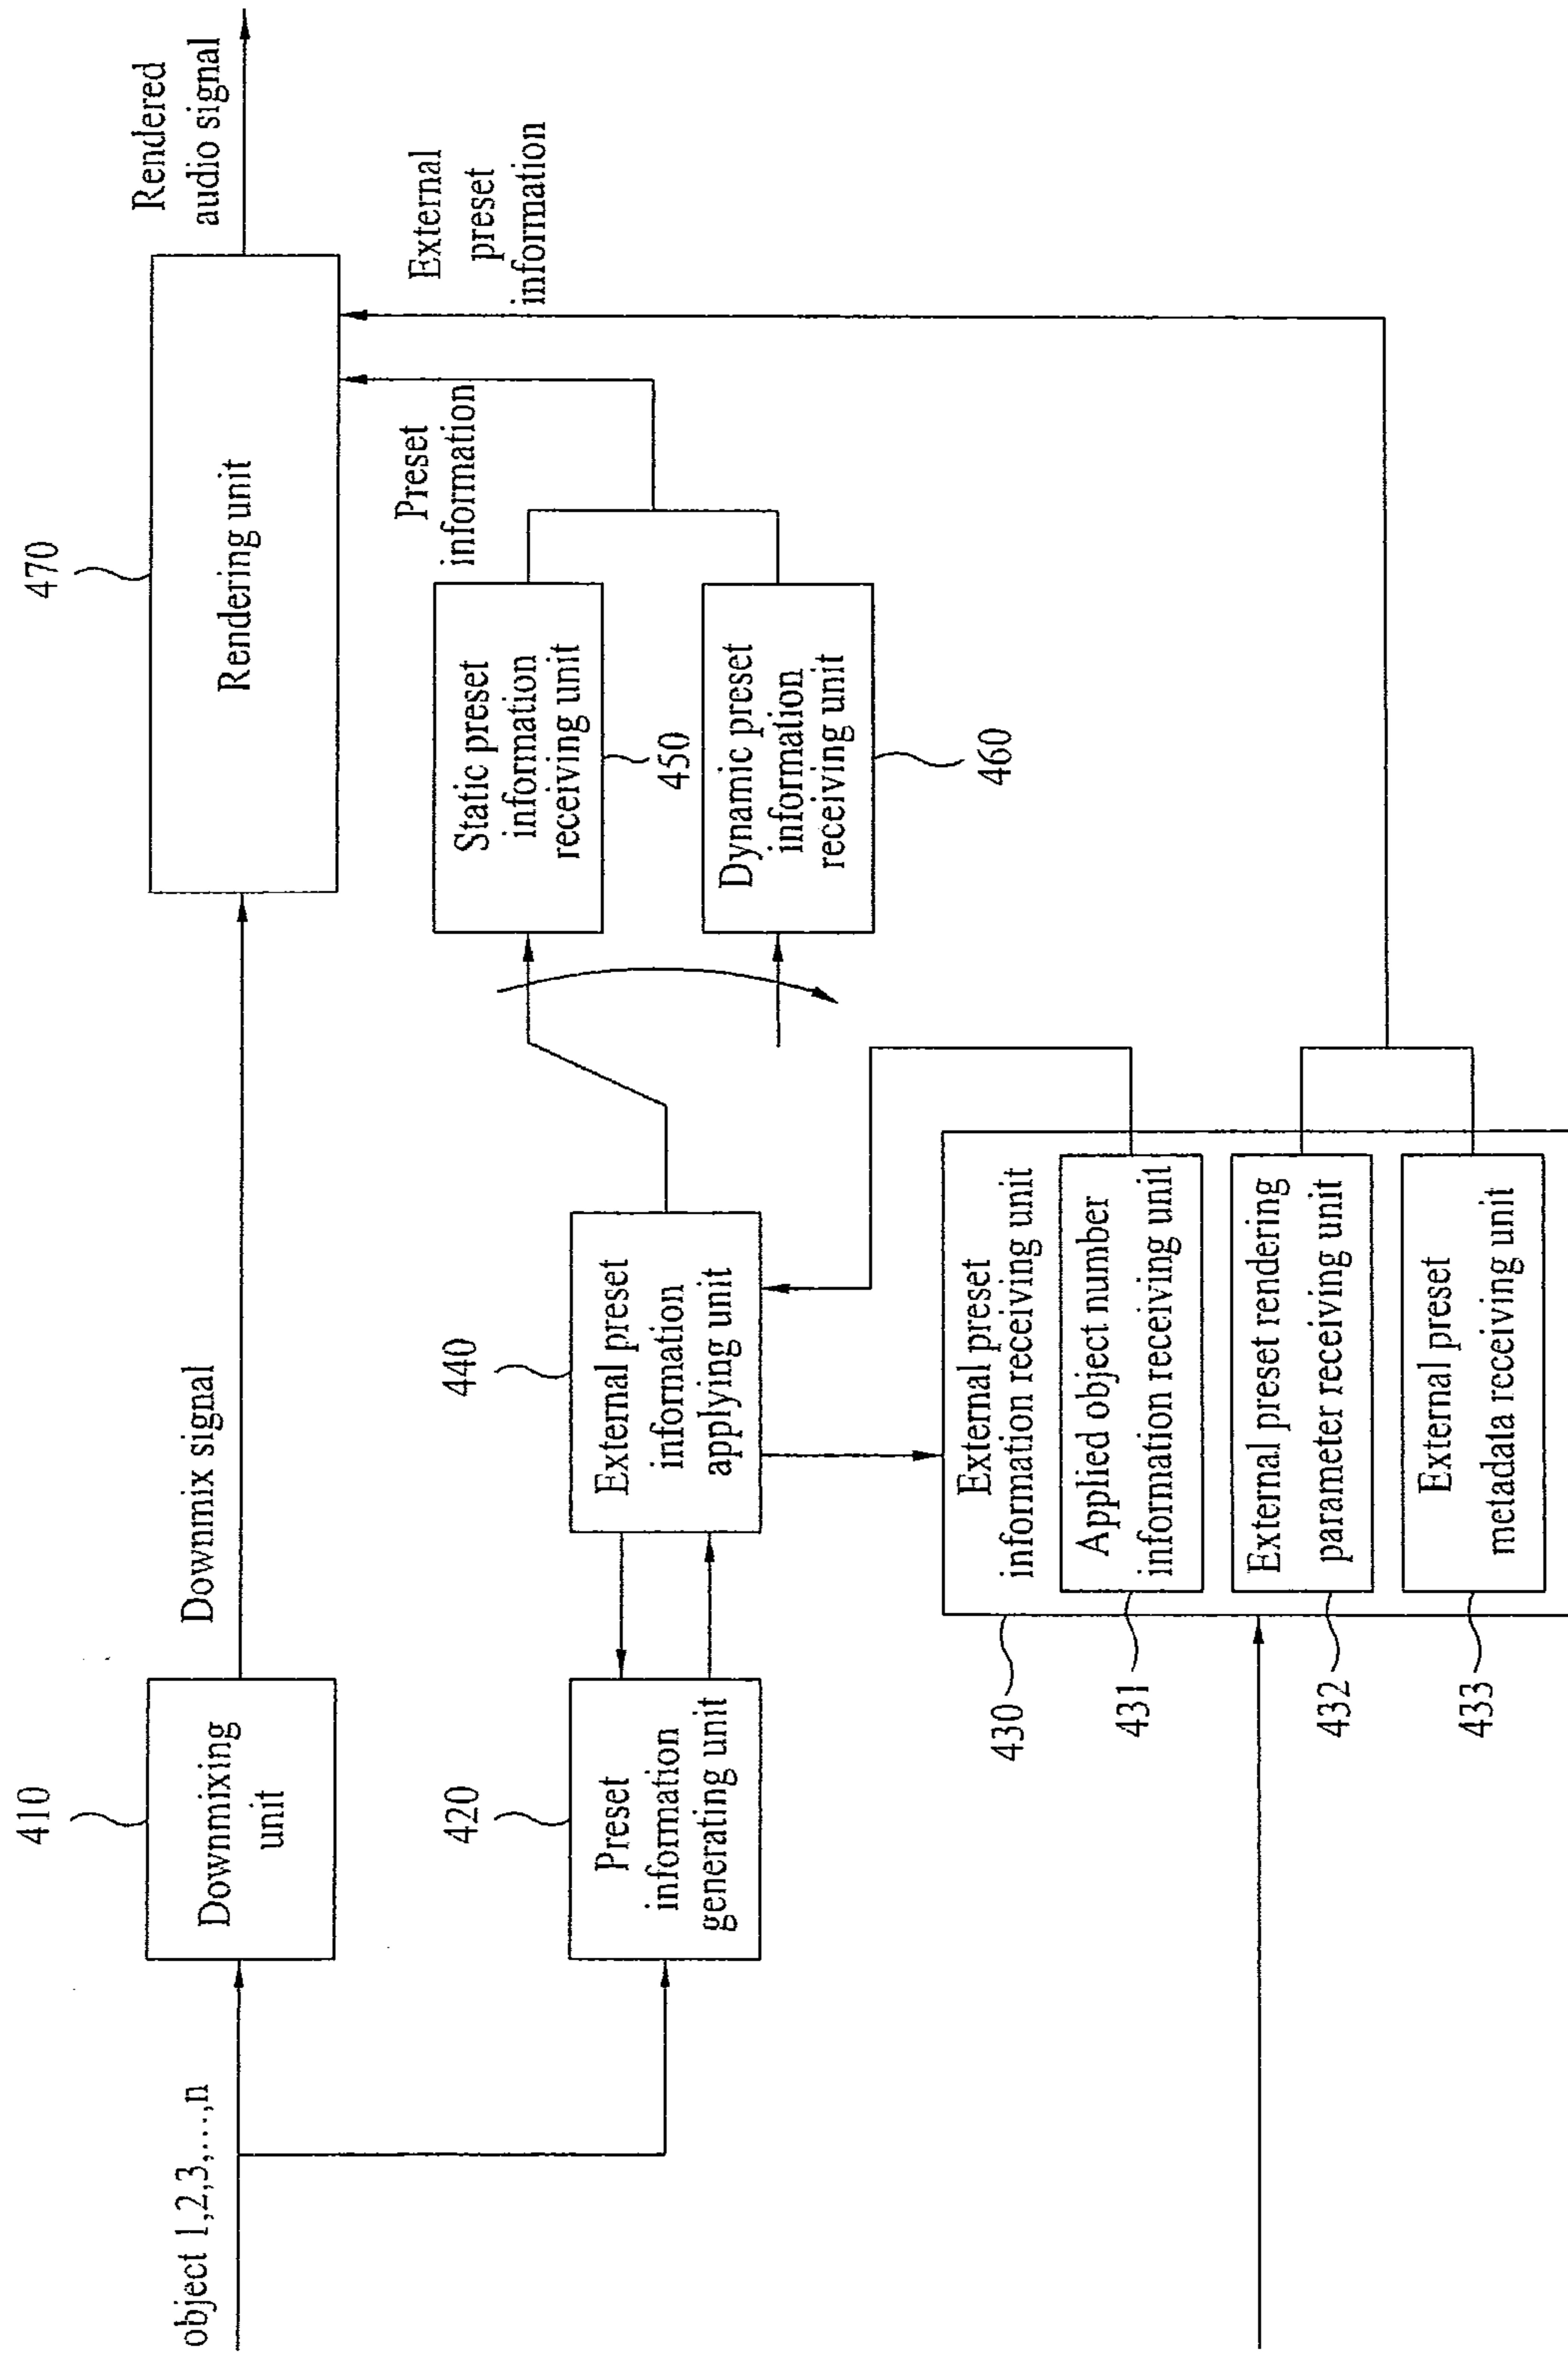 object 1,2,3,...,n
410
Downmixing
unit
Downmix signal
470
Rendering unit
Rendered
audio signal
420
Preset
information
generating unit
440
External preset
information
applying unit
Static preset
information
receiving unit
450
Dynamic preset
information
receiving unit
460
Preset
information
External
preset
information
430
External preset
information receiving unit
431
Applied object number
information receiving unit
432
External preset rendering
parameter receiving unit
433
External preset
metadata receiving unit